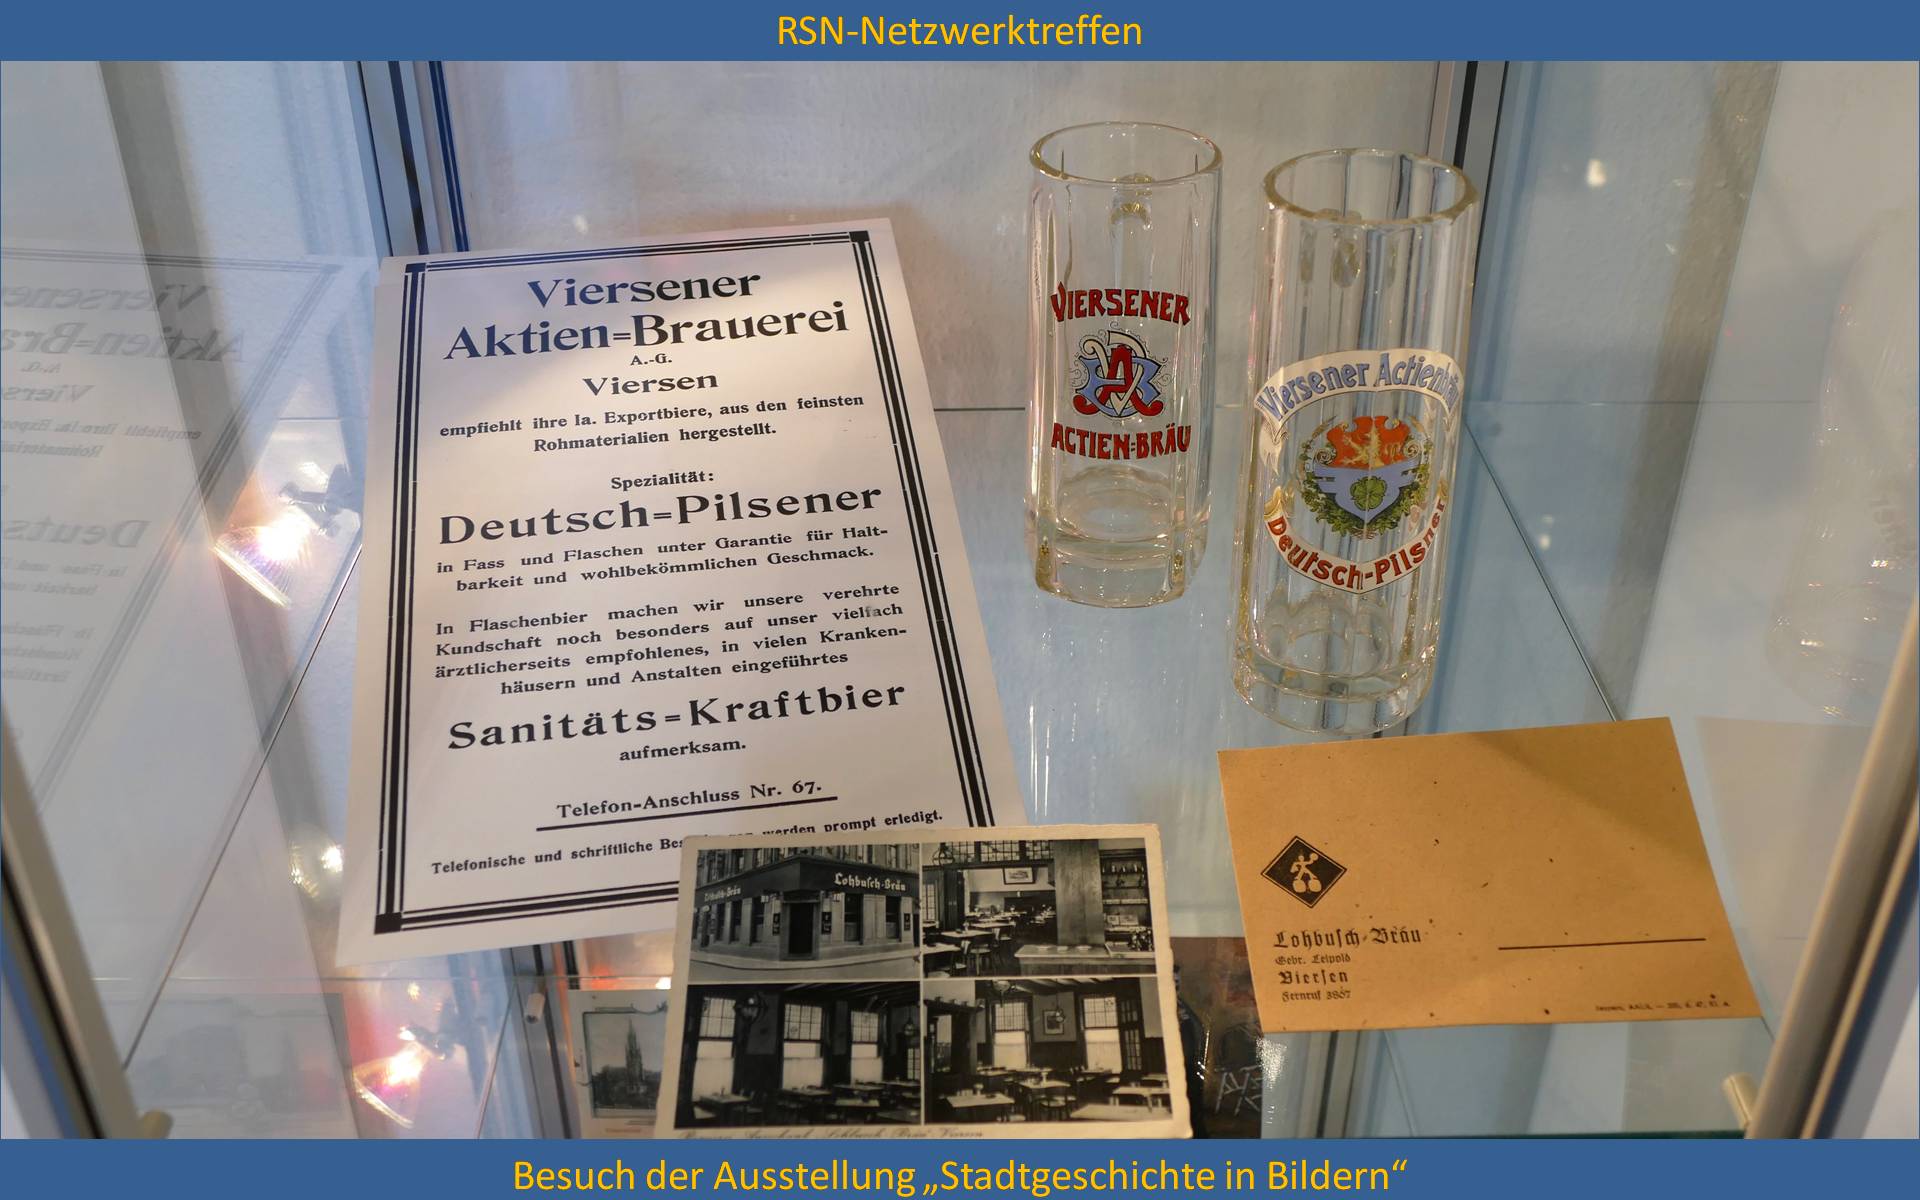 RSN-Netzwerktreffen
Viersener
Aktien=Brauerei
A.-G.
Viersen
empfiehlt ihre Ia. Exportbiere, aus den feinsten
Rohmaterialien hergestellt.
Spezialität:
Deutsch=Pilsener
in Fass und Flaschen unter Garantie für Halt-
barkeit und wohlbekömmlichen Geschmack.
In Flaschenbier machen wir unsere verehrte
Kundschaft noch besonders auf unser vielfach
ärztlicherseits empfohlenes, in vielen Kranken-
häusern und Anstalten eingeführtes
Sanitäts=Kraftbier
aufmerksam.
Telefon-Anschluss Nr. 67.
Telefonische und schriftliche werden prompt erledigt.
VIERSENER
ACTIEN=BRÄU
Viersener Actienbräu
Deutsch-Pilsner
Lohbusch-Bräu
Lohbusch-Bräu
Gebr. Leipold
Viersen
Fernruf 3867
Besuch der Ausstellung „Stadtgeschichte in Bildern“